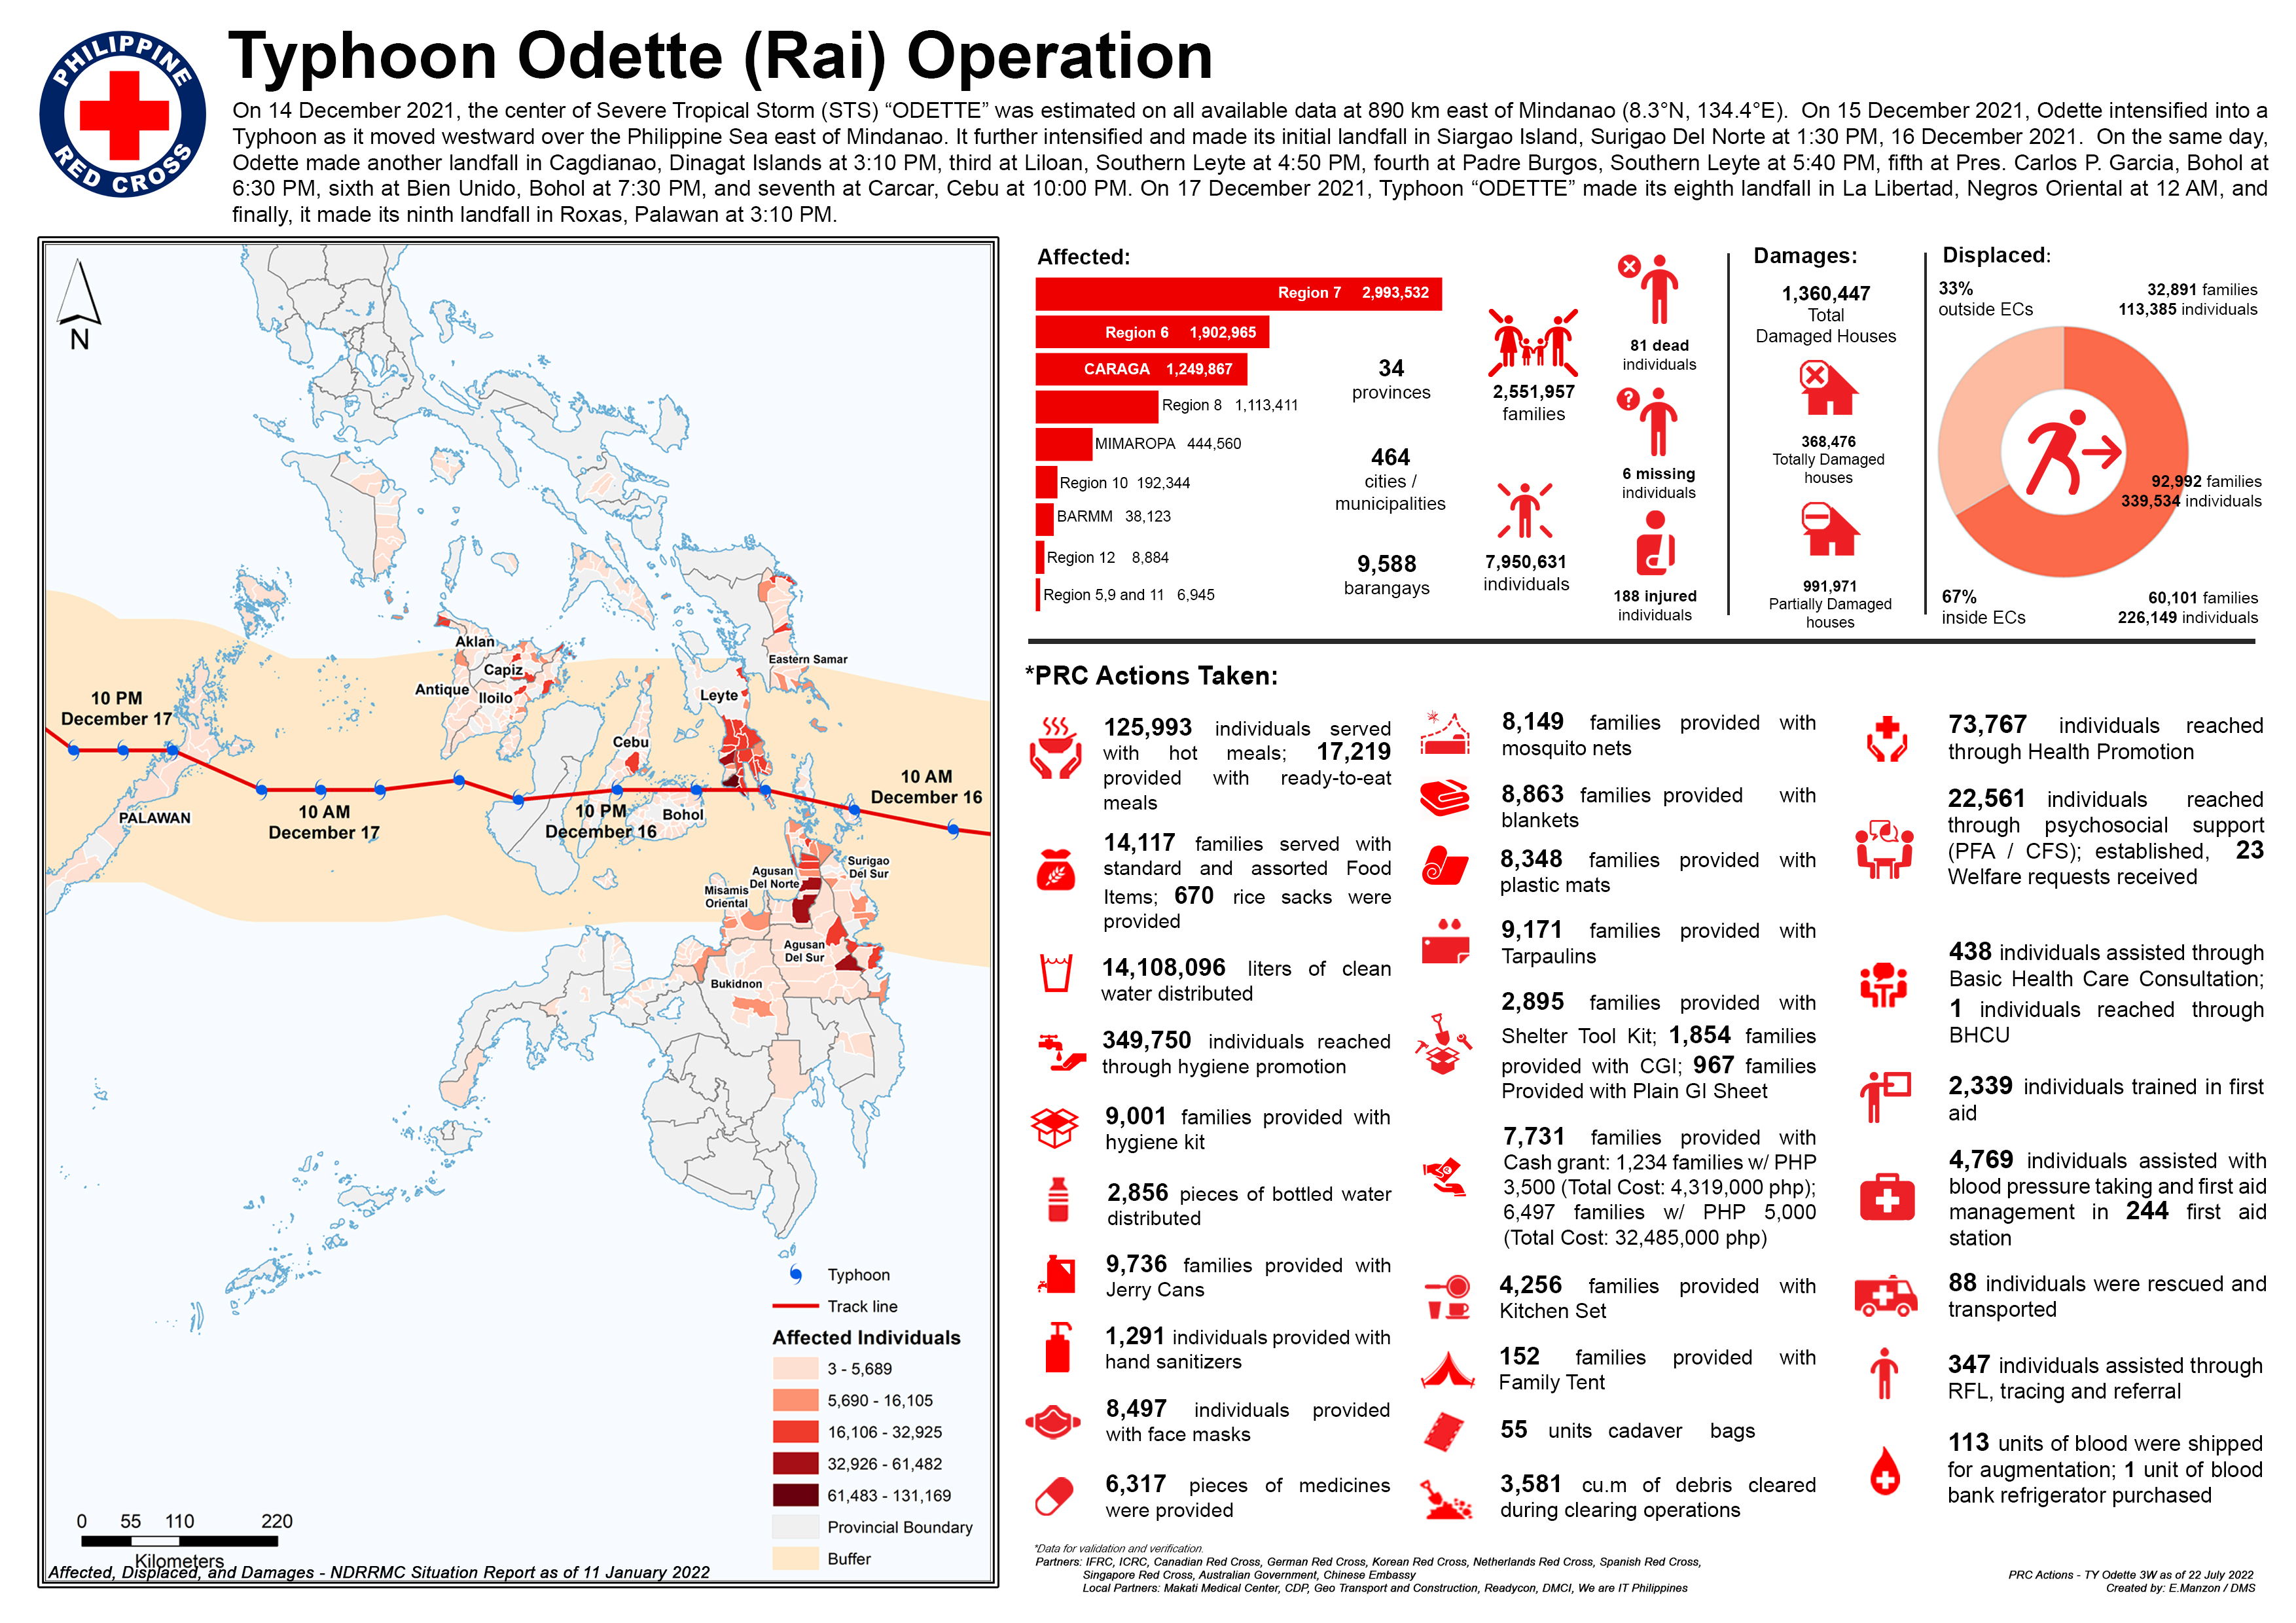 PHILIPPINE
RED CROSS
Typhoon Odette (Rai) Operation
On 14 December 2021, the center of Severe Tropical Storm (STS) “ODETTE” was estimated on all available data at 890 km east of Mindanao (8.3°N, 134.4°E). On 15 December 2021, Odette intensified into a
Typhoon as it moved westward over the Philippine Sea east of Mindanao. It further intensified and made its initial landfall in Siargao Island, Surigao Del Norte at 1:30 PM, 16 December 2021. On the same day,
Odette made another landfall in Cagdianao, Dinagat Islands at 3:10 PM, third at Liloan, Southern Leyte at 4:50 PM, fourth at Padre Burgos, Southern Leyte at 5:40 PM, fifth at Pres. Carlos P. Garcia, Bohol at
6:30 PM, sixth at Bien Unido, Bohol at 7:30 PM, and seventh at Carcar, Cebu at 10:00 PM. On 17 December 2021, Typhoon “ODETTE” made its eighth landfall in La Libertad, Negros Oriental at 12 AM, and
finally, it made its ninth landfall in Roxas, Palawan at 3:10 PM.
N
Aklan
Capiz
Antique
Iloilo
Eastern Samar
Leyte
10 PM
December 17
Cebu
10 AM
December 16
PALAWAN
10 AM
December 17
10 PM
December 16
Bohol
Surigao
Del Sur
Agusan
Del Norte
Misamis
Oriental
Agusan
Del Sur
Bukidnon
Typhoon
Track line
Affected Individuals
3 - 5,689
5,690 - 16,105
16,106 - 32,925
32,926 - 61,482
61,483 - 131,169
Provincial Boundary
Buffer
0 55 110 220
Kilometers
Affected, Displaced, and Damages - NDRRMC Situation Report as of 11 January 2022
Affected:
Region 7 2,993,532
Region 6 1,902,965
CARAGA 1,249,867
Region 8 1,113,411
MIMAROPA 444,560
Region 10 192,344
BARMM 38,123
Region 12 8,884
Region 5,9 and 11 6,945
34
provinces
464
cities /
municipalities
9,588
barangays
2,551,957
families
7,950,631
individuals
81 dead
individuals
6 missing
individuals
188 injured
individuals
Damages:
1,360,447
Total
Damaged Houses
368,476
Totally Damaged
houses
991,971
Partially Damaged
houses
Displaced:
33%
outside ECs
32,891 families
113,385 individuals
92,992 families
339,534 individuals
67%
inside ECs
60,101 families
226,149 individuals
*PRC Actions Taken:
125,993 individuals served
with hot meals; 17,219
provided with ready-to-eat
meals
14,117 families served with
standard and assorted Food
Items; 670 rice sacks were
provided
14,108,096 liters of clean
water distributed
349,750 individuals reached
through hygiene promotion
9,001 families provided with
hygiene kit
2,856 pieces of bottled water
distributed
9,736 families provided with
Jerry Cans
1,291 individuals provided with
hand sanitizers
8,497 individuals provided
with face masks
6,317 pieces of medicines
were provided
8,149 families provided with
mosquito nets
8,863 families provided with
blankets
8,348 families provided with
plastic mats
9,171 families provided with
Tarpaulins
2,895 families provided with
Shelter Tool Kit; 1,854 families
provided with CGI; 967 families
Provided with Plain GI Sheet
7,731 families provided with
Cash grant: 1,234 families w/ PHP
3,500 (Total Cost: 4,319,000 php);
6,497 families w/ PHP 5,000
(Total Cost: 32,485,000 php)
4,256 families provided with
Kitchen Set
152 families provided with
Family Tent
55 units cadaver bags
3,581 cu.m of debris cleared
during clearing operations
73,767 individuals reached
through Health Promotion
22,561 individuals reached
through psychosocial support
(PFA / CFS); established, 23
Welfare requests received
438 individuals assisted through
Basic Health Care Consultation;
1 individuals reached through
BHCU
2,339 individuals trained in first
aid
4,769 individuals assisted with
blood pressure taking and first aid
management in 244 first aid
station
88 individuals were rescued and
transported
347 individuals assisted through
RFL, tracing and referral
113 units of blood were shipped
for augmentation; 1 unit of blood
bank refrigerator purchased
*Data for validation and verification.
Partners: IFRC, ICRC, Canadian Red Cross, German Red Cross, Korean Red Cross, Netherlands Red Cross, Spanish Red Cross,
Singapore Red Cross, Australian Government, Chinese Embassy
Local Partners: Makati Medical Center, CDP, Geo Transport and Construction, Readycon, DMCI, We are IT Philippines
PRC Actions - TY Odette 3W as of 22 July 2022
Created by: E.Manzon / DMS